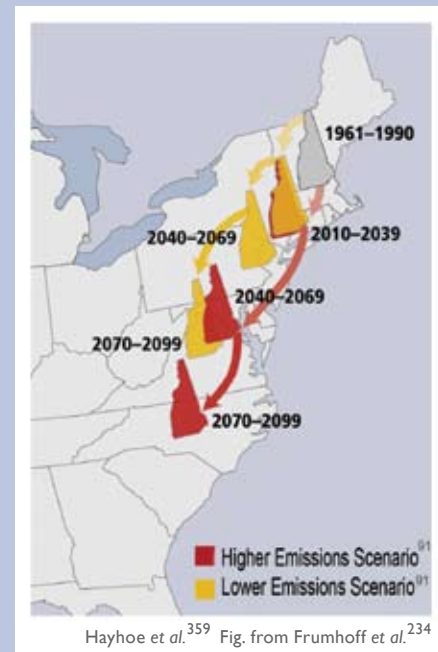 1961–1990
2010–2039
2040–2069
2040–2069
2070–2099
2070–2099
Higher Emissions Scenario⁹¹
Lower Emissions Scenario⁹¹
Hayhoe et al.³⁵⁹ Fig. from Frumhoff et al.²³⁴